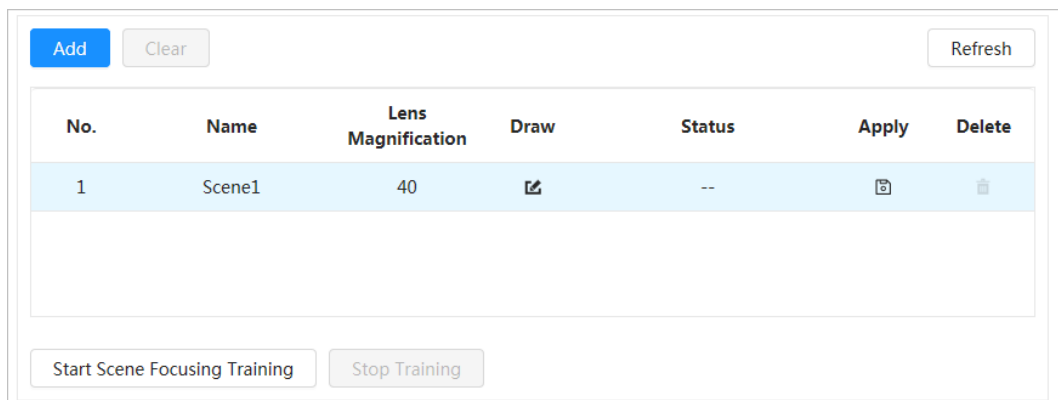 Add Clear Refresh
No. Name Lens Magnification Draw Status Apply Delete
1 Scene1 40 --
Start Scene Focusing Training Stop Training